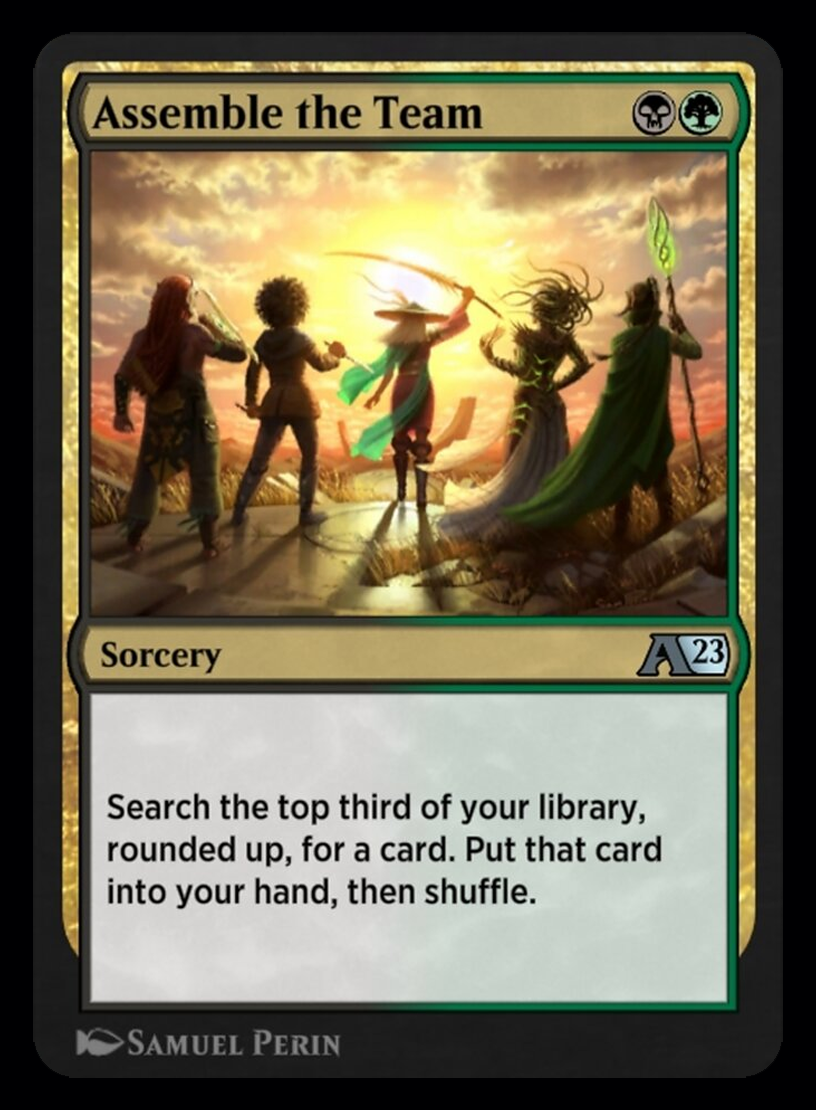 Assemble the Team
Sorcery
A23
Search the top third of your library,
rounded up, for a card. Put that card
into your hand, then shuffle.
Samuel Perin